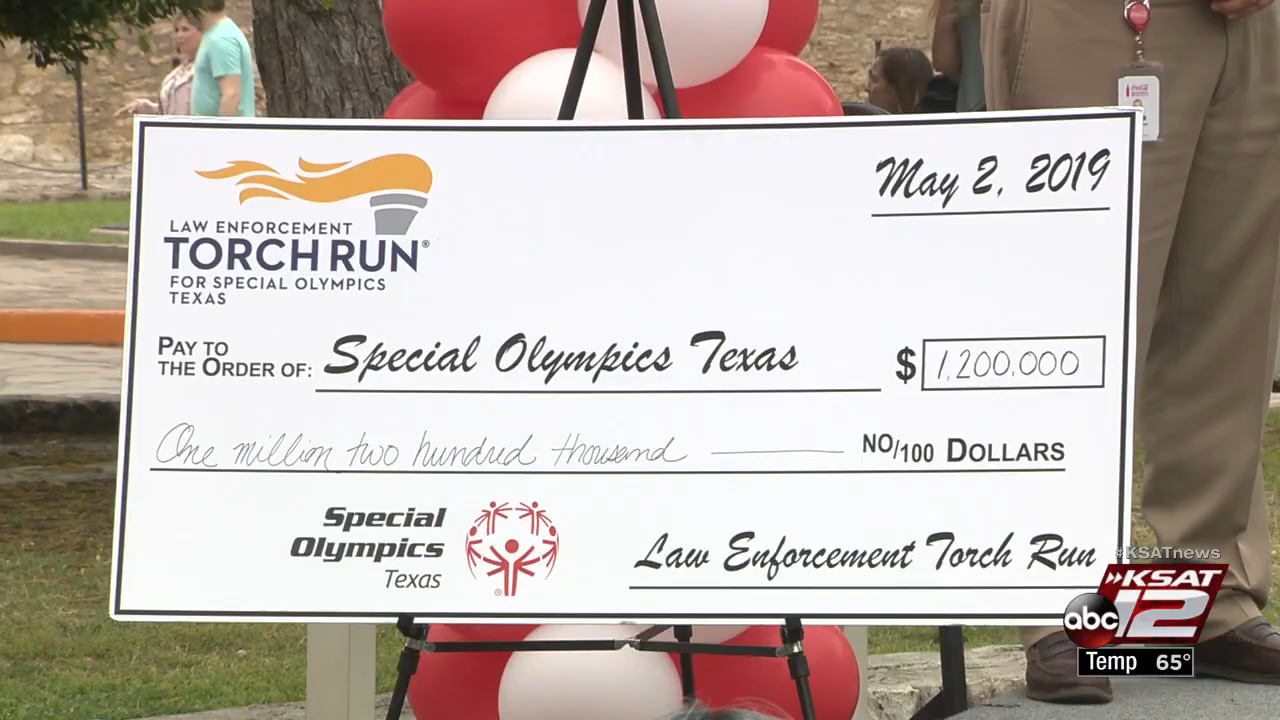 LAW ENFORCEMENT
TORCH RUN®
FOR SPECIAL OLYMPICS
TEXAS
May 2, 2019
PAY TO
THE ORDER OF: Special Olympics Texas $ 1,200,000
One million two hundred thousand NO/100 DOLLARS
Special
Olympics
Texas
Law Enforcement Torch Run
#KSATnews
KSAT
abc 12
Temp 65°